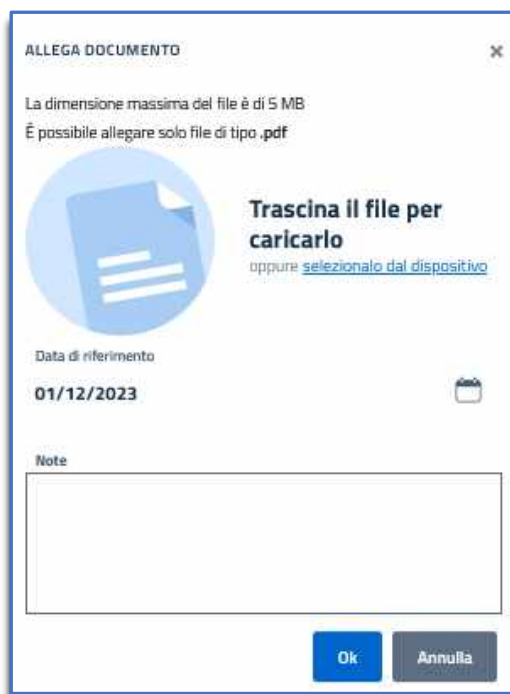 ALLEGA DOCUMENTO
La dimensione massima del file è di 5 MB
É possibile allegare solo file di tipo .pdf
Trascina il file per
caricarlo
oppure selezionalo dal dispositivo
Data di riferimento
01/12/2023
Note
Ok
Annulla